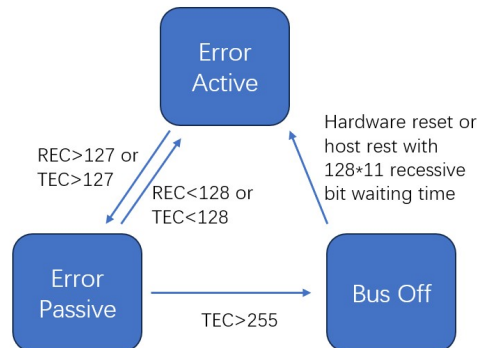 Error
Active
REC>127 or
TEC>127
REC<128 or
TEC<128
Hardware reset or
host rest with
128*11 recessive
bit waiting time
Error
Passive
TEC>255
Bus Off